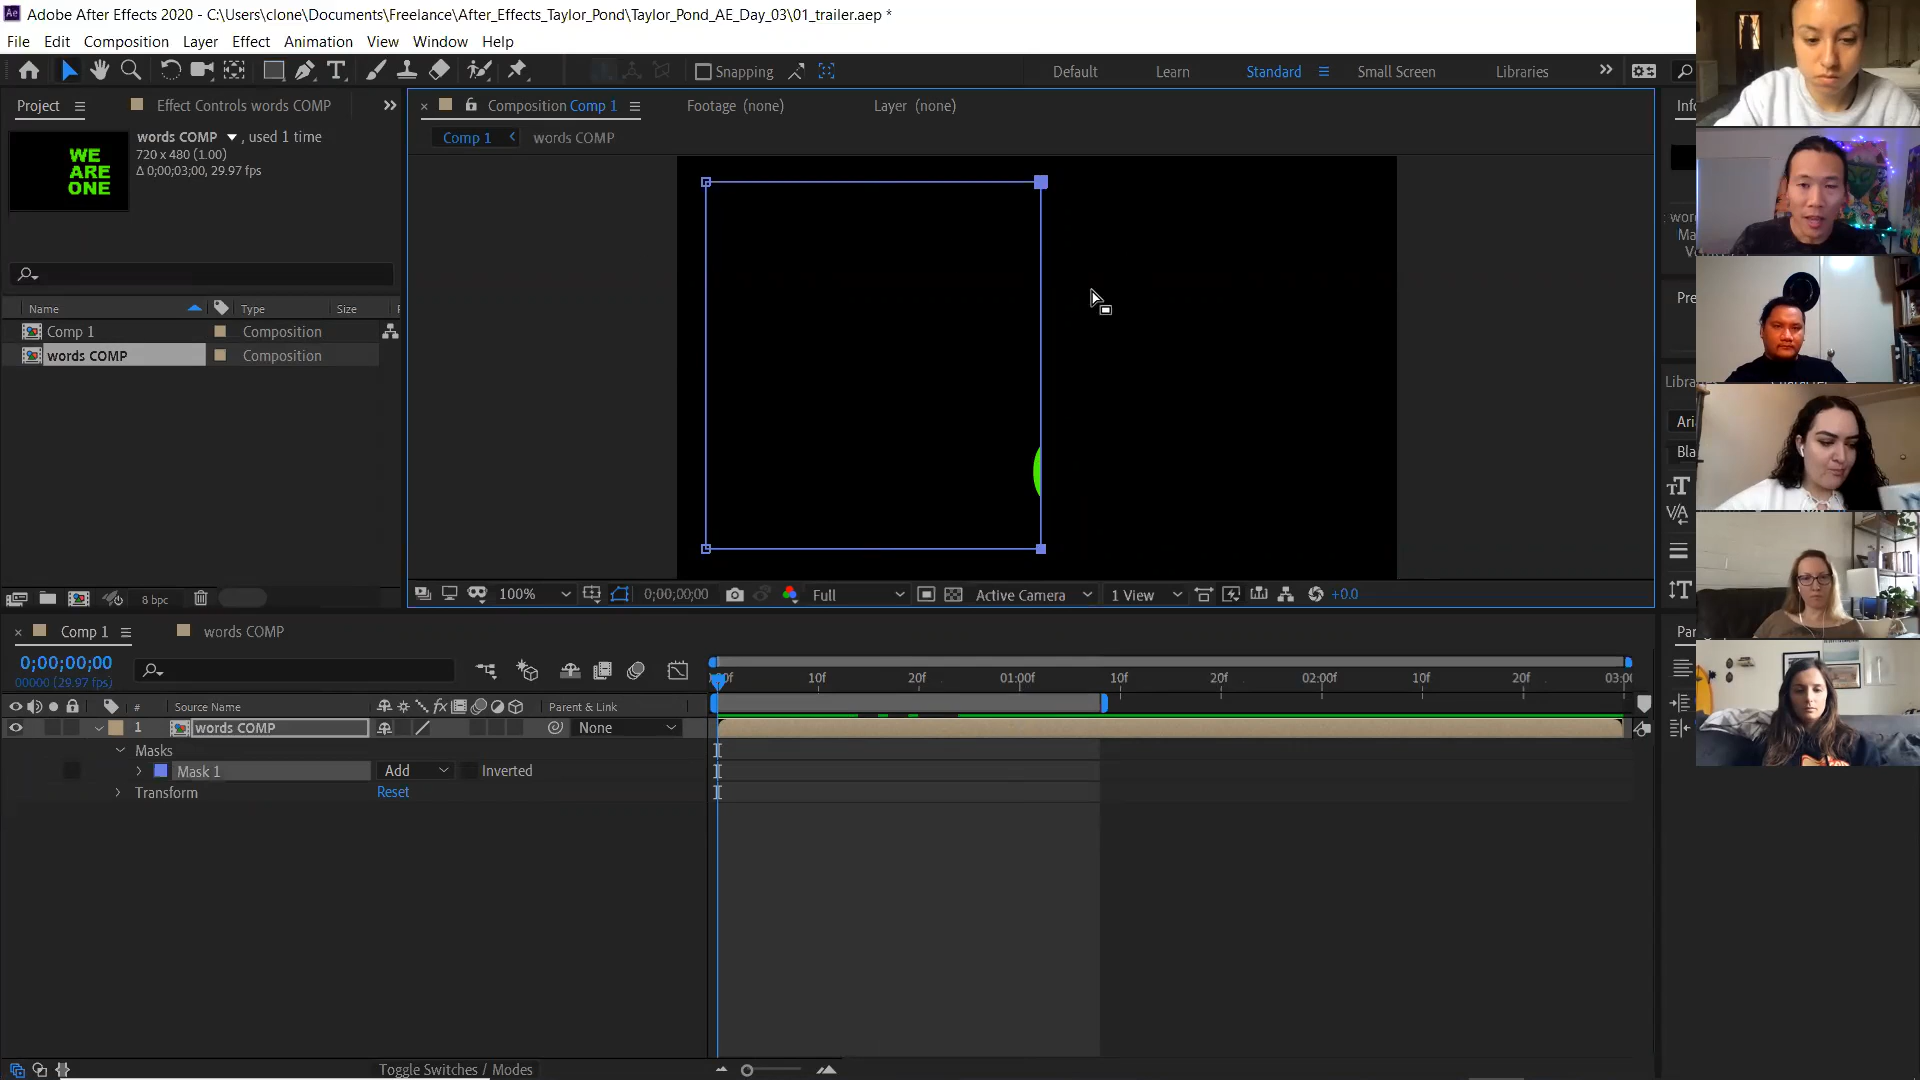 Adobe After Effects 2020 - C:\Users\clone\Documents\Freelance\After_Effects_Taylor_Pond\Taylor_Pond_AE_Day_03\01_trailer.aep *
File Edit Composition Layer Effect Animation View Window Help
Snapping
Default Learn Standard Small Screen Libraries
Project Effect Controls words COMP
Composition Comp 1 Footage (none) Layer (none)
Info
words COMP, used 1 time
720 x 480 (1.00)
Δ 0;00;03;00, 29.97 fps
WE
ARE
ONE
Comp 1 words COMP
Name Type Size
Comp 1 Composition
words COMP Composition
8 bpc
100% 0;00;00;00 Full Active Camera 1 View +0.0
Comp 1 words COMP
0;00;00;00
00000 (29.97 fps)
10f 20f 01:00f 10f 20f 02:00f 10f 20f
# Source Name Parent & Link
1 words COMP None
Masks
Mask 1 Add Inverted
Transform Reset
Toggle Switches / Modes